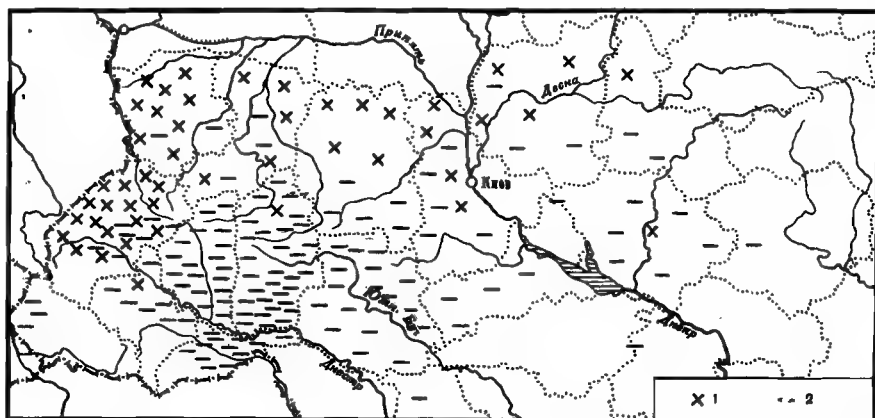 Припять
Десна
Киев
Юж. Буг
Днепр
Днестр
1
2